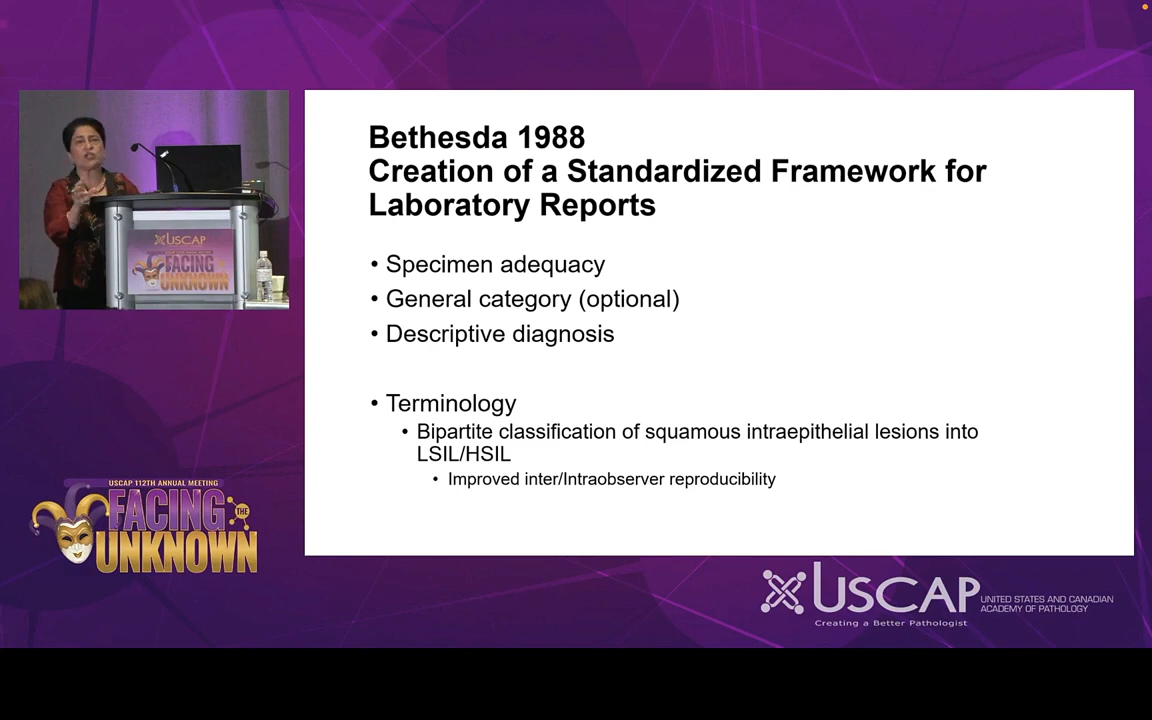 Bethesda 1988
Creation of a Standardized Framework for
Laboratory Reports
• Specimen adequacy
• General category (optional)
• Descriptive diagnosis
• Terminology
• Bipartite classification of squamous intraepithelial lesions into
LSIL/HSIL
• Improved inter/Intraobserver reproducibility
USCAP
FACING
THE
UNKNOWN
USCAP 112TH ANNUAL MEETING
FACING
THE
UNKNOWN
USCAP
UNITED STATES AND CANADIAN
ACADEMY OF PATHOLOGY
Creating a Better Pathologist